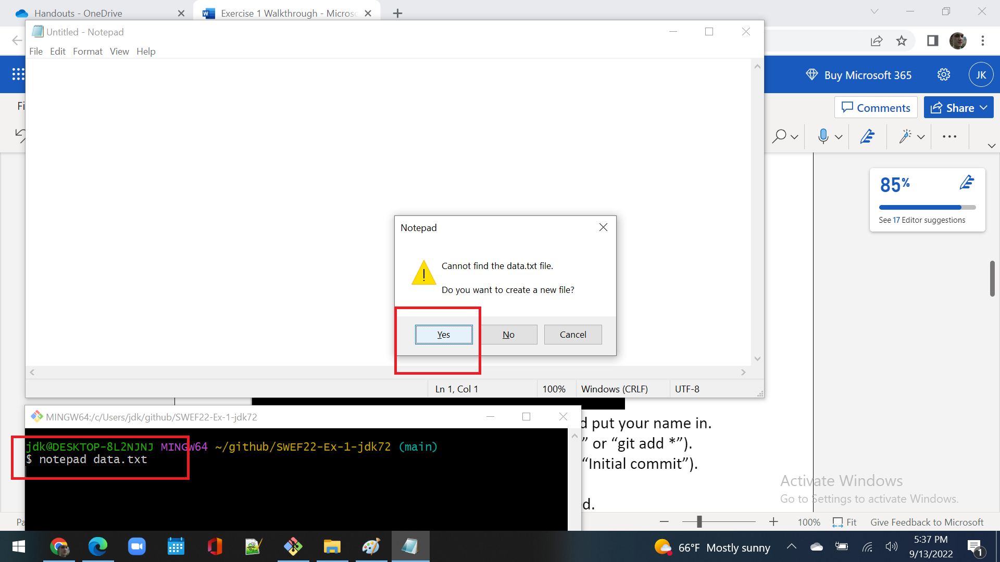 Handouts - OneDrive
Exercise 1 Walkthrough - Microsc
Untitled - Notepad
File Edit Format View Help
Buy Microsoft 365
JK
Fi
Comments
Share
85%
See 17 Editor suggestions
Notepad
Cannot find the data.txt file.
Do you want to create a new file?
Yes
No
Cancel
Ln 1, Col 1
100%
Windows (CRLF)
UTF-8
MINGW64:/c/Users/jdk/github/SWEF22-Ex-1-jdk72
jdk@DESKTOP-8L2NJNJ MINGW64 ~/github/SWEF22-Ex-1-jdk72 (main)
$ notepad data.txt
d put your name in.
” or “git add *”).
“Initial commit”).
d.
Activate Windows
Go to Settings to activate Windows.
Pa
100%
Fit
Give Feedback to Microsoft
66°F Mostly sunny
5:37 PM
9/13/2022
1